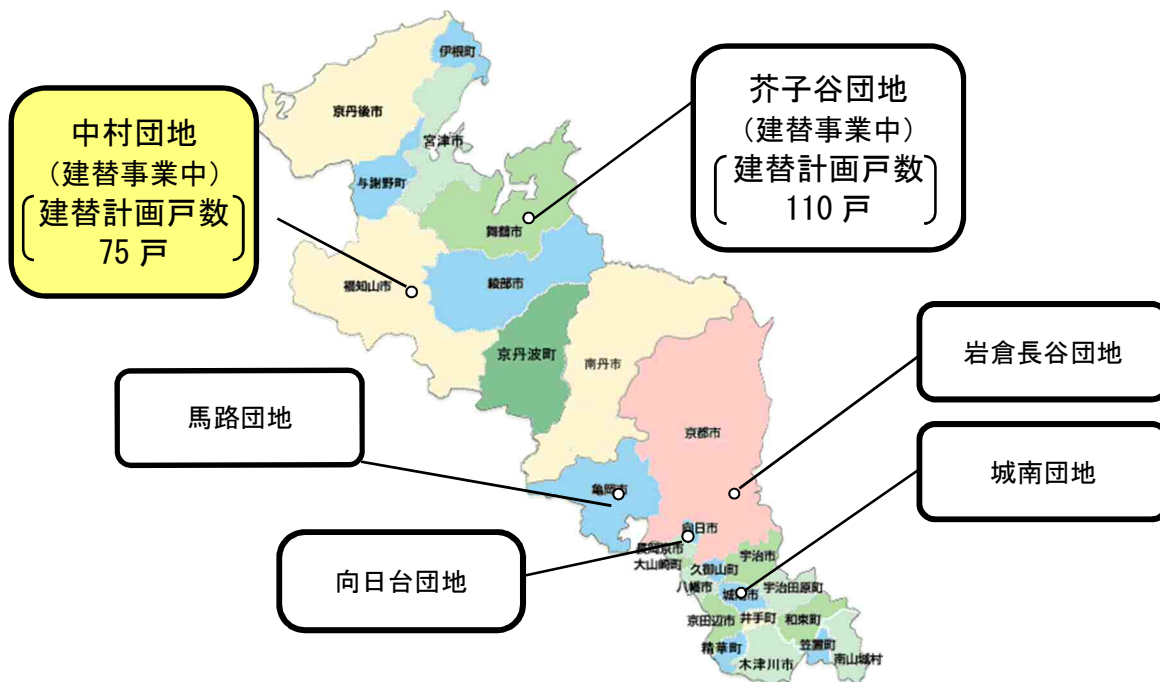 中村団地
(建替事業中)
建替計画戸数
75 戸
芥子谷団地
(建替事業中)
建替計画戸数
110 戸
馬路団地
向日台団地
岩倉長谷団地
城南団地
伊根町
京丹後市
宮津市
与謝野町
舞鶴市
福知山市
綾部市
京丹波町
南丹市
京都市
亀岡市
向日市
長岡京市
大山崎町
宇治市
久御山町
八幡市
宇治田原町
城陽市
京田辺市
井手町
和束町
精華町
笠置町
木津川市
南山城村